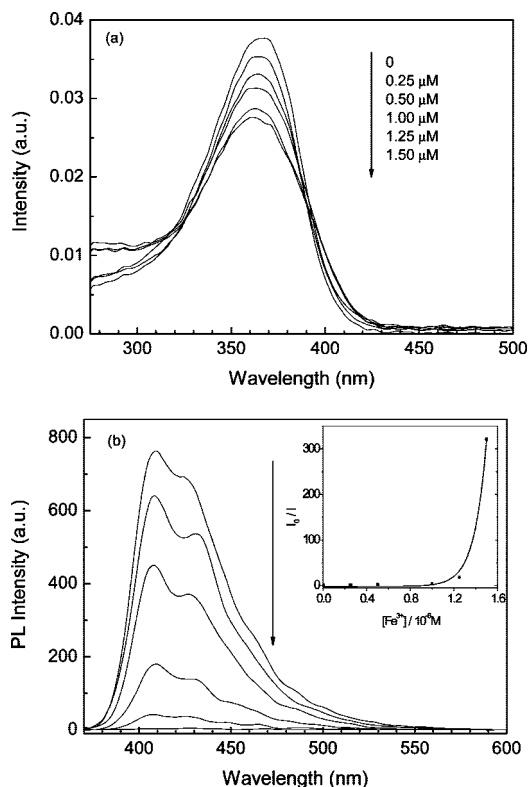 (a)
0.04
0.03
0.02
0.01
0.00
Intensity (a.u.)
0
0.25 μM
0.50 μM
1.00 μM
1.25 μM
1.50 μM
300 350 400 450 500
Wavelength (nm)
(b)
800
600
400
200
0
PL Intensity (a.u.)
300
200
100
0
I₀ / I
0.0 0.4 0.8 1.2 1.6
[Fe³⁺] / 10⁻⁶M
400 450 500 550 600
Wavelength (nm)